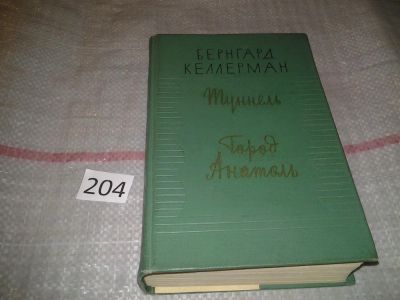 БЕРНГАРД
КЕЛЛЕРМАН
Туннель
Город
Анатоль
204